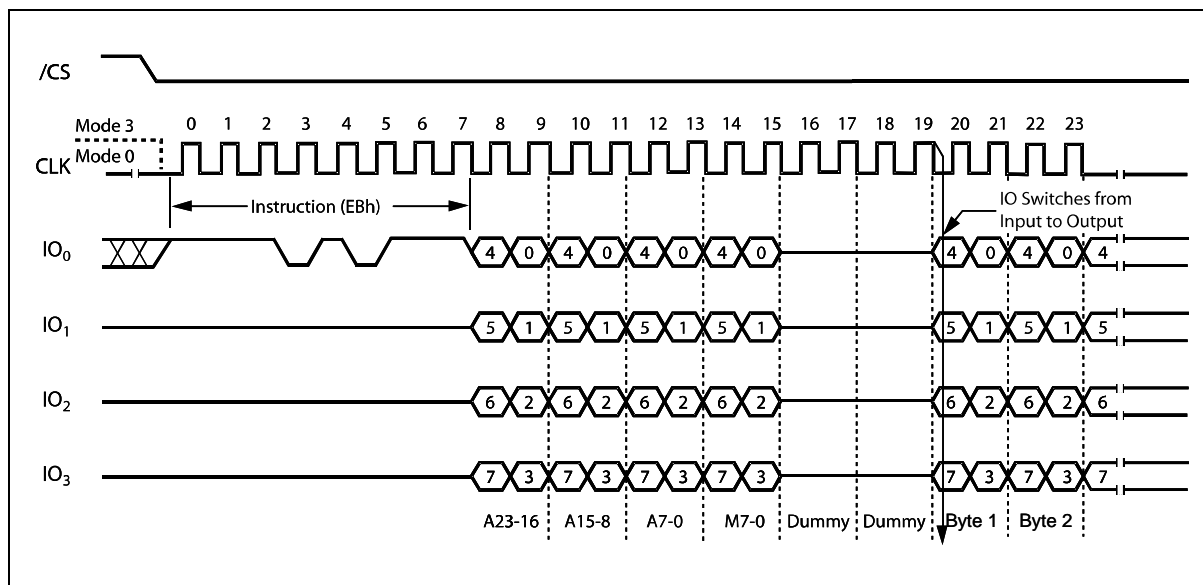 /CS
Mode 3
0 1 2 3 4 5 6 7 8 9 10 11 12 13 14 15 16 17 18 19 20 21 22 23
CLK
Mode 0
Instruction (EBh)
IO Switches from
Input to Output
IO₀
4 0 4 0 4 0 4 0 4 0 4 0 4
IO₁
5 1 5 1 5 1 5 1 5 1 5 1 5
IO₂
6 2 6 2 6 2 6 2 6 2 6 2 6
IO₃
7 3 7 3 7 3 7 3 7 3 7 3 7
A23-16 A15-8 A7-0 M7-0 Dummy Dummy Byte 1 Byte 2